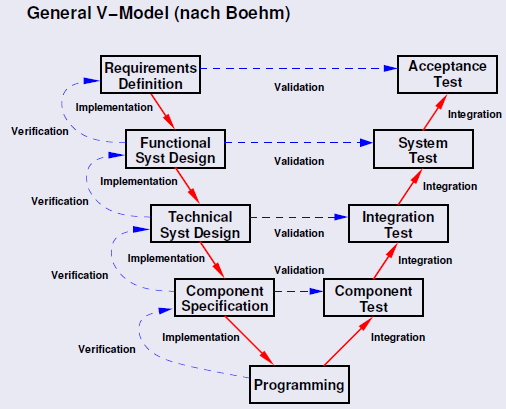 General V-Model (nach Boehm)
Requirements
Definition
Validation
Acceptance
Test
Implementation
Integration
Verification
Functional
Syst Design
Validation
System
Test
Implementation
Integration
Verification
Technical
Syst Design
Validation
Integration
Test
Implementation
Integration
Verification
Component
Specification
Validation
Component
Test
Implementation
Integration
Verification
Programming